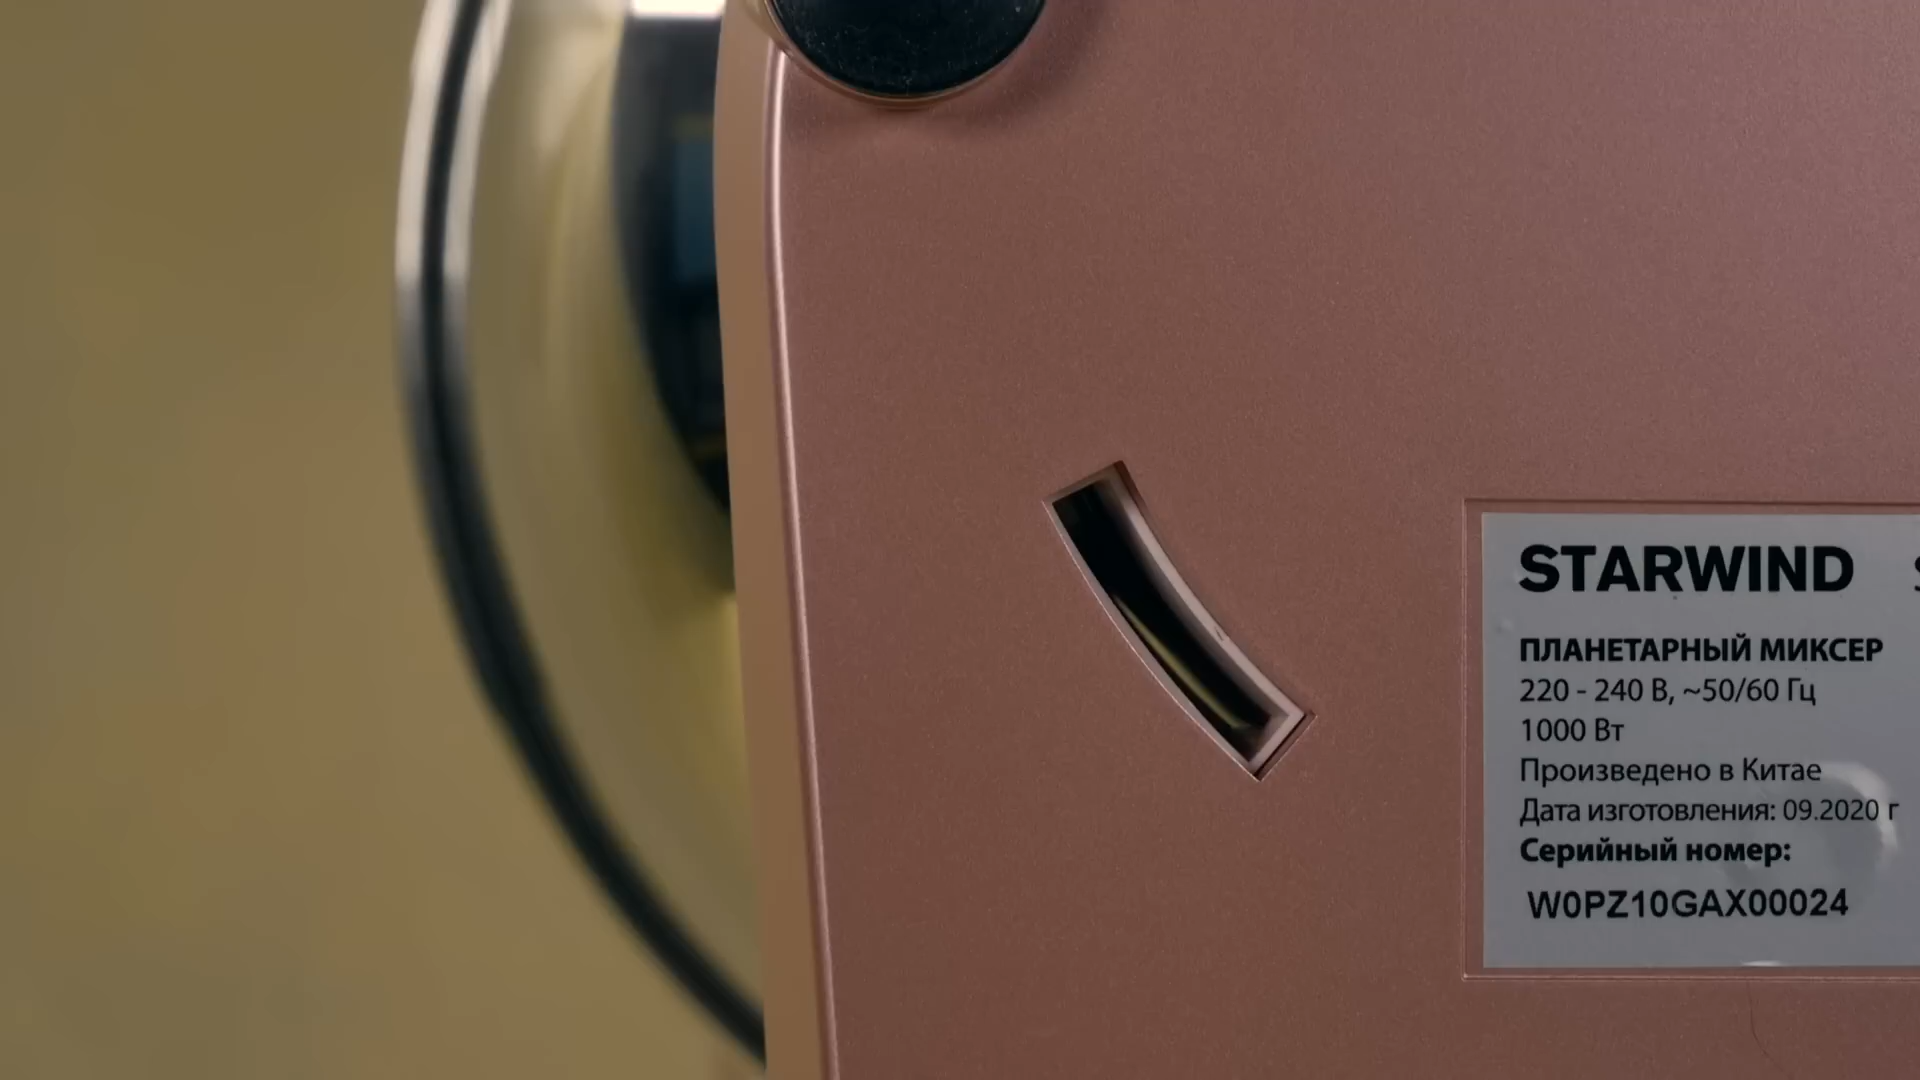 STARWIND
ПЛАНЕТАРНЫЙ МИКСЕР
220 - 240 В, ~50/60 Гц
1000 Вт
Произведено в Китае
Дата изготовления: 09.2020 г
Серийный номер:
W0PZ10GAX00024